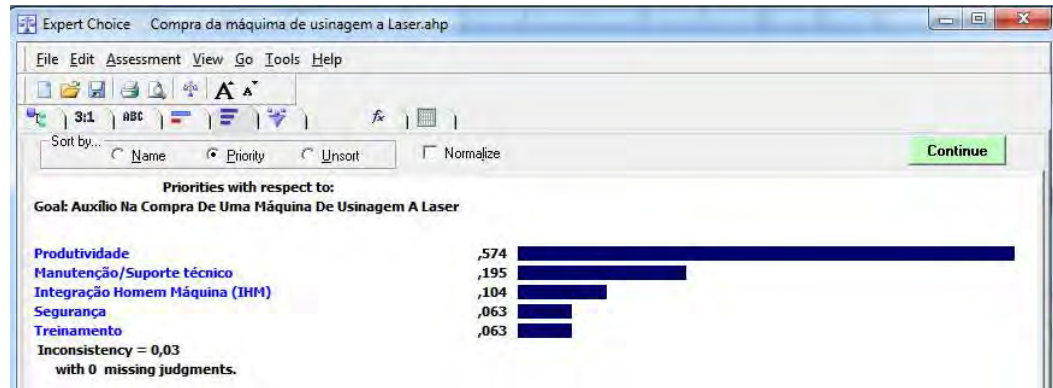 Expert Choice Compra da máquina de usinagem a Laser.ahp
File Edit Assessment View Go Tools Help
A A
3:1 ABC fx
Sort by... Name Priority Unsort Normalize Continue
Priorities with respect to:
Goal: Auxílio Na Compra De Uma Máquina De Usinagem A Laser
Produtividade ,574
Manutenção/Suporte técnico ,195
Integração Homem Máquina (IHM) ,104
Segurança ,063
Treinamento ,063
Inconsistency = 0,03
with 0 missing judgments.